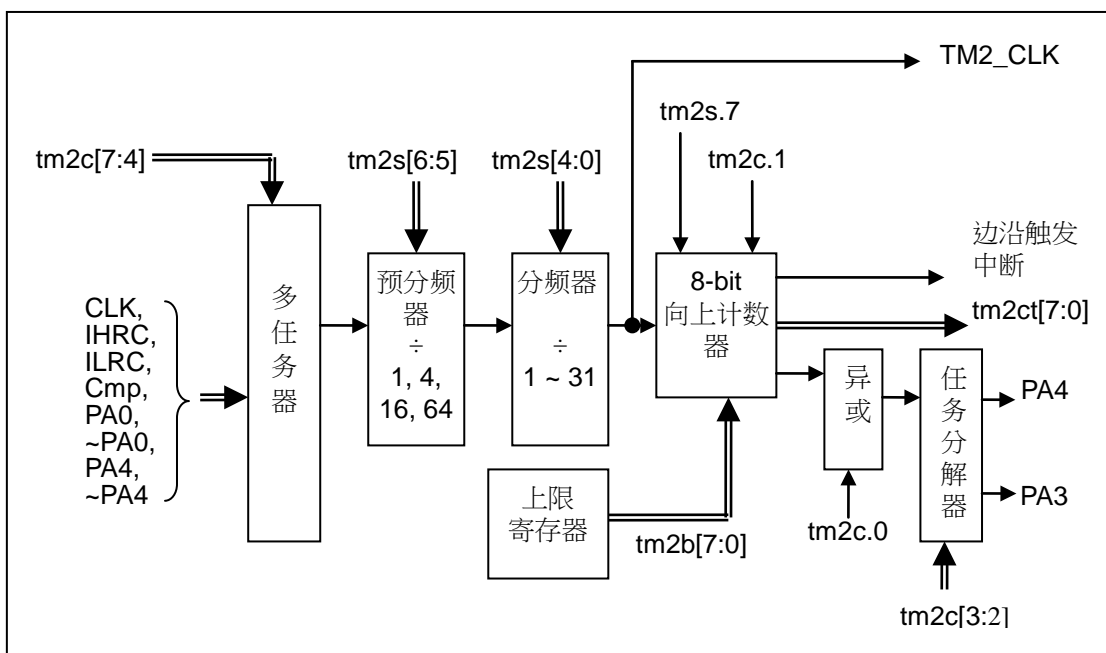 TM2_CLK
tm2s.7
tm2c[7:4]
tm2s[6:5]
tm2s[4:0]
tm2c.1
CLK,
IHRC,
ILRC,
Cmp,
PA0,
~PA0,
PA4,
~PA4
多
任
务
器
预分频
器
÷
1, 4,
16, 64
分频器
÷
1 ~ 31
8-bit
向上计数
器
边沿触发
中断
tm2ct[7:0]
异
或
任
务
分
解
器
PA4
PA3
上限
寄存器
tm2b[7:0]
tm2c.0
tm2c[3:2]